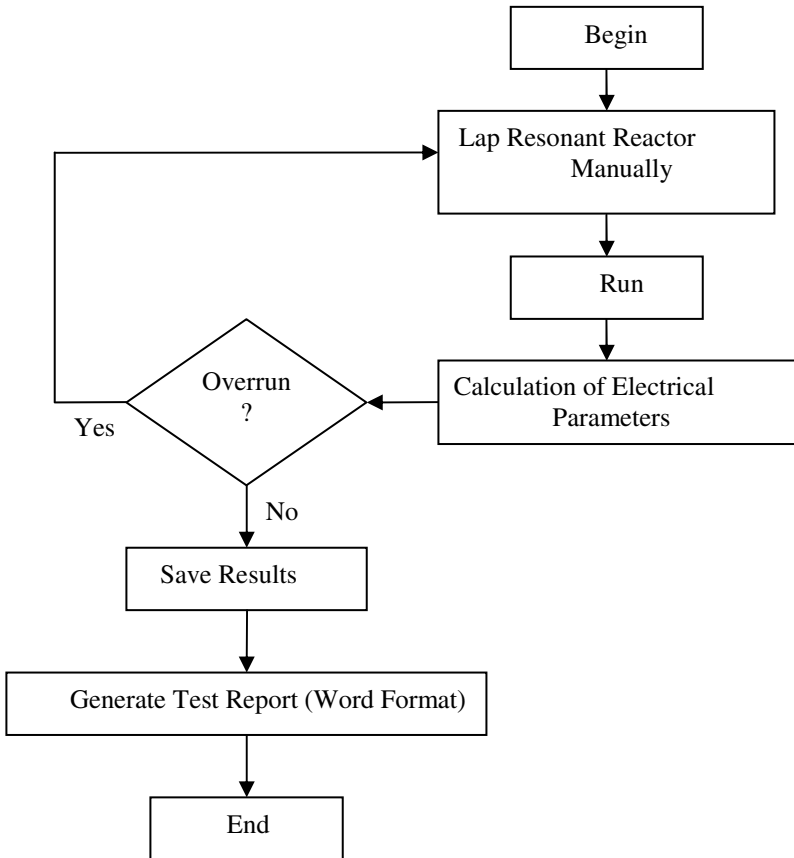 Begin
Lap Resonant Reactor
Manually
Run
Calculation of Electrical
Parameters
Overrun
?
Yes
No
Save Results
Generate Test Report (Word Format)
End